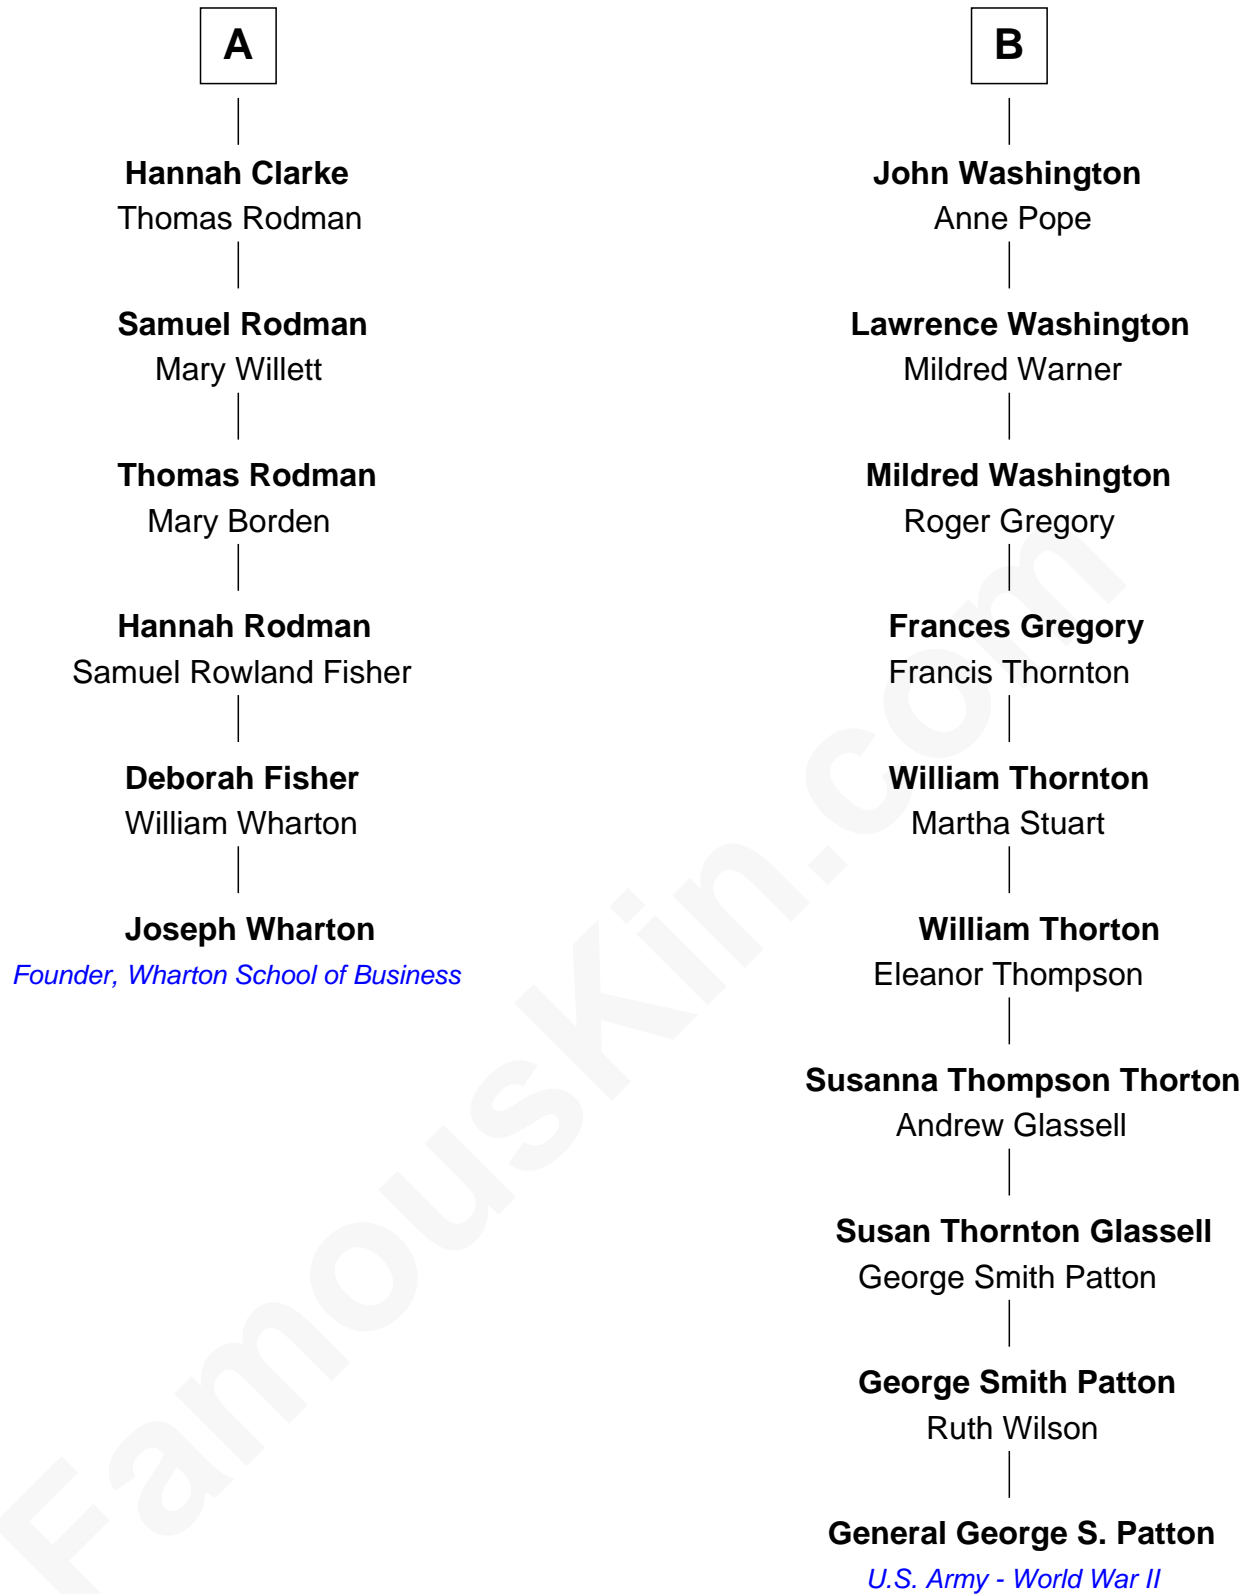 A
Hannah Clarke
Thomas Rodman
Samuel Rodman
Mary Willett
Thomas Rodman
Mary Borden
Hannah Rodman
Samuel Rowland Fisher
Deborah Fisher
William Wharton
Joseph Wharton
Founder, Wharton School of Business
B
John Washington
Anne Pope
Lawrence Washington
Mildred Warner
Mildred Washington
Roger Gregory
Frances Gregory
Francis Thornton
William Thornton
Martha Stuart
William Thorton
Eleanor Thompson
Susanna Thompson Thorton
Andrew Glassell
Susan Thornton Glassell
George Smith Patton
George Smith Patton
Ruth Wilson
General George S. Patton
U.S. Army - World War II
FamousKin.com